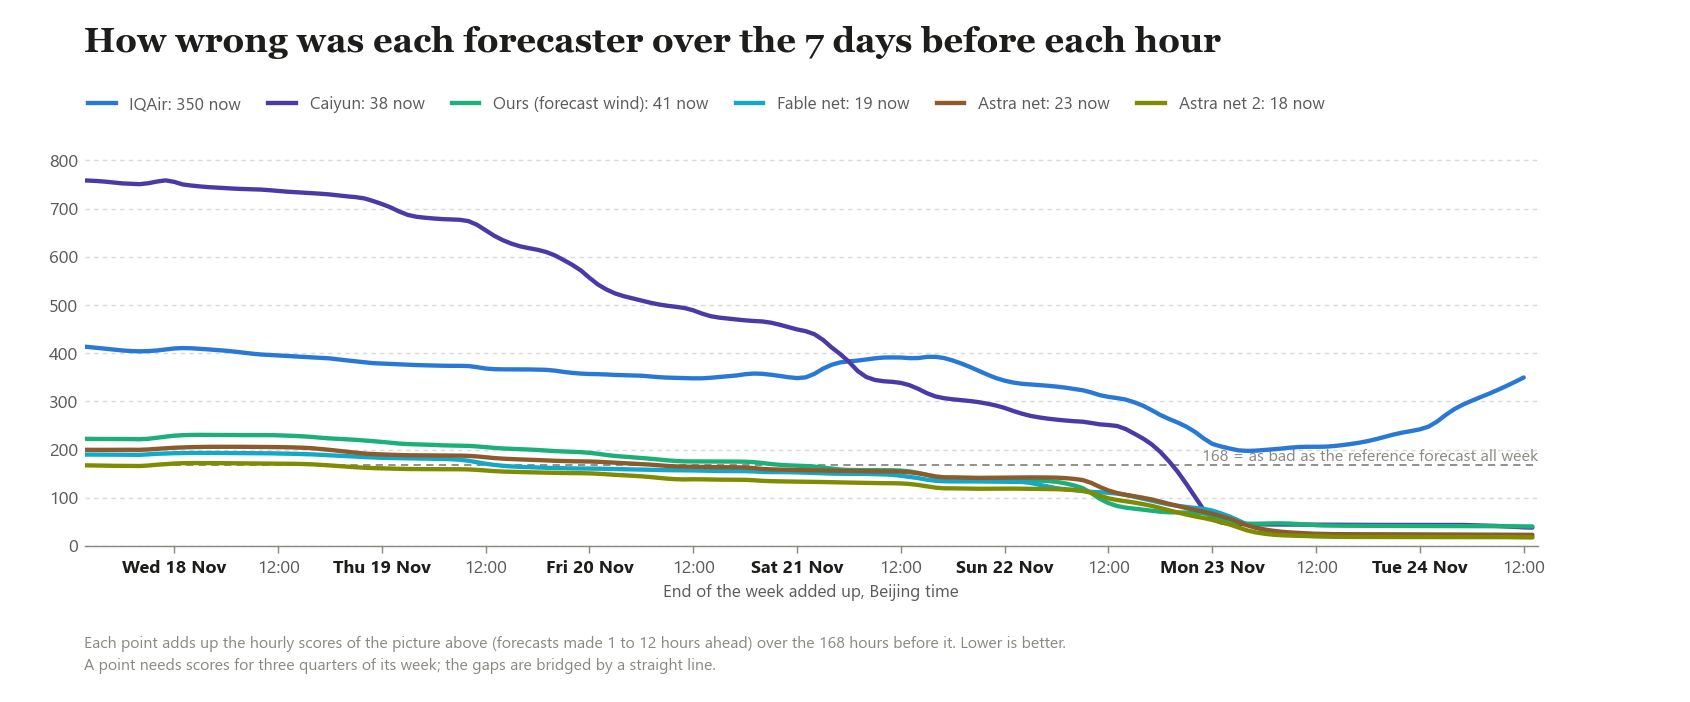 How wrong was each forecaster over the 7 days before each hour
IQAir: 350 now Caiyun: 38 now Ours (forecast wind): 41 now Fable net: 19 now Astra net: 23 now Astra net 2: 18 now
800
700
600
500
400
300
200
168 = as bad as the reference forecast all week
100
0
Wed 18 Nov 12:00 Thu 19 Nov 12:00 Fri 20 Nov 12:00 Sat 21 Nov 12:00 Sun 22 Nov 12:00 Mon 23 Nov 12:00 Tue 24 Nov 12:00
End of the week added up, Beijing time
Each point adds up the hourly scores of the picture above (forecasts made 1 to 12 hours ahead) over the 168 hours before it. Lower is better.
A point needs scores for three quarters of its week; the gaps are bridged by a straight line.